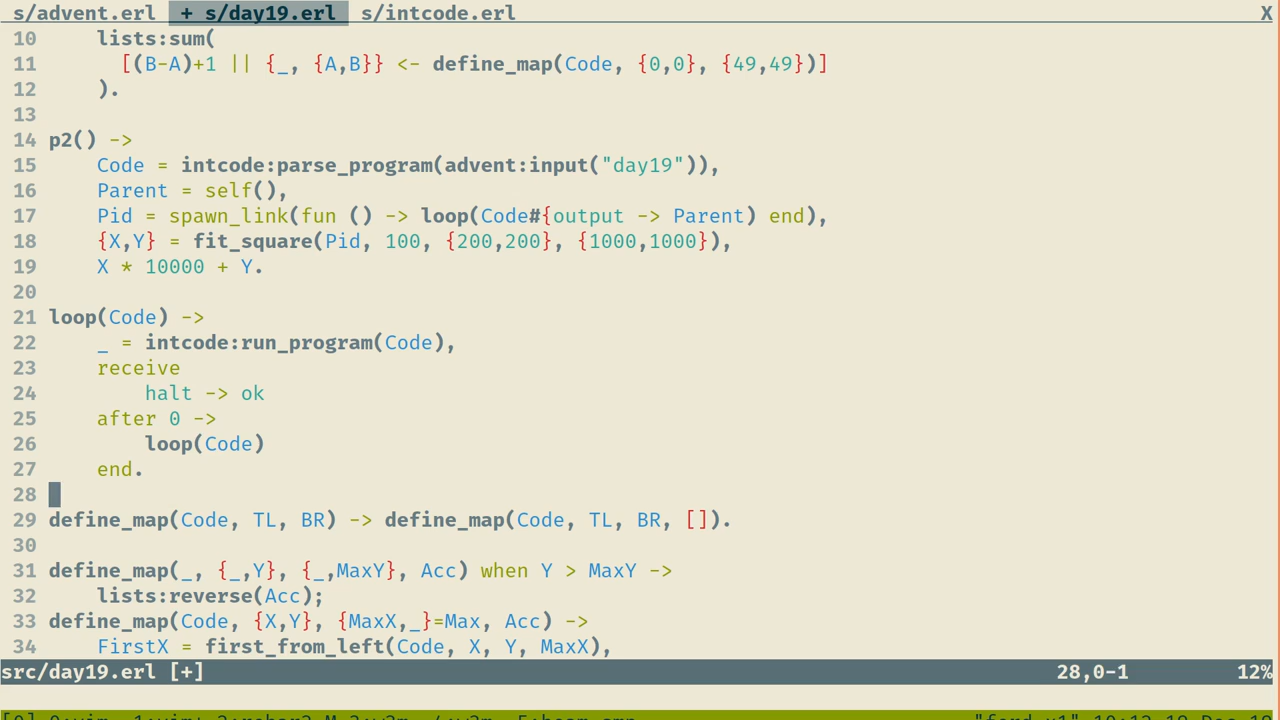 s/advent.erl + s/day19.erl s/intcode.erl X
10 lists:sum(
11 [(B-A)+1 || {_, {A,B}} <- define_map(Code, {0,0}, {49,49})]
12 ).
13
14 p2() ->
15 Code = intcode:parse_program(advent:input("day19")),
16 Parent = self(),
17 Pid = spawn_link(fun () -> loop(Code#{output -> Parent) end),
18 {X,Y} = fit_square(Pid, 100, {200,200}, {1000,1000}),
19 X * 10000 + Y.
20
21 loop(Code) ->
22 _ = intcode:run_program(Code),
23 receive
24 halt -> ok
25 after 0 ->
26 loop(Code)
27 end.
28
29 define_map(Code, TL, BR) -> define_map(Code, TL, BR, []).
30
31 define_map(_, {_,Y}, {_,MaxY}, Acc) when Y > MaxY ->
32 lists:reverse(Acc);
33 define_map(Code, {X,Y}, {MaxX,_}=Max, Acc) ->
34 FirstX = first_from_left(Code, X, Y, MaxX),
src/day19.erl [+] 28,0-1 12%